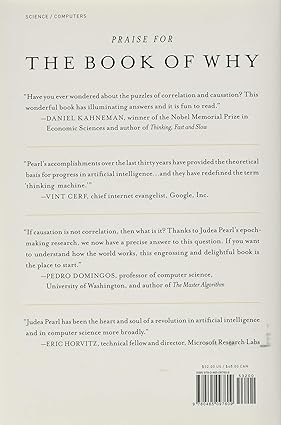 SCIENCE / COMPUTERS
PRAISE FOR
THE BOOK OF WHY
"Have you ever wondered about the puzzles of correlation and causation? This
wonderful book has illuminating answers and it is fun to read."
—DANIEL KAHNEMAN, winner of the Nobel Memorial Prize in
Economic Sciences and author of Thinking, Fast and Slow
"Pearl's accomplishments over the last thirty years have provided the theoretical
basis for progress in artificial intelligence...and they have redefined the term
'thinking machine.'"
—VINT CERF, chief internet evangelist, Google, Inc.
"If causation is not correlation, then what is it? Thanks to Judea Pearl's epoch-
making research, we now have a precise answer to this question. If you want
to understand how the world works, this engrossing and delightful book is
the place to start."
—PEDRO DOMINGOS, professor of computer science,
University of Washington, and author of The Master Algorithm
"Judea Pearl has been the heart and soul of a revolution in artificial intelligence
and in computer science more broadly."
—ERIC HORVITZ, technical fellow and director, Microsoft Research Labs
$32.00 US / $42.00 CAN
53200
9 780465 097609